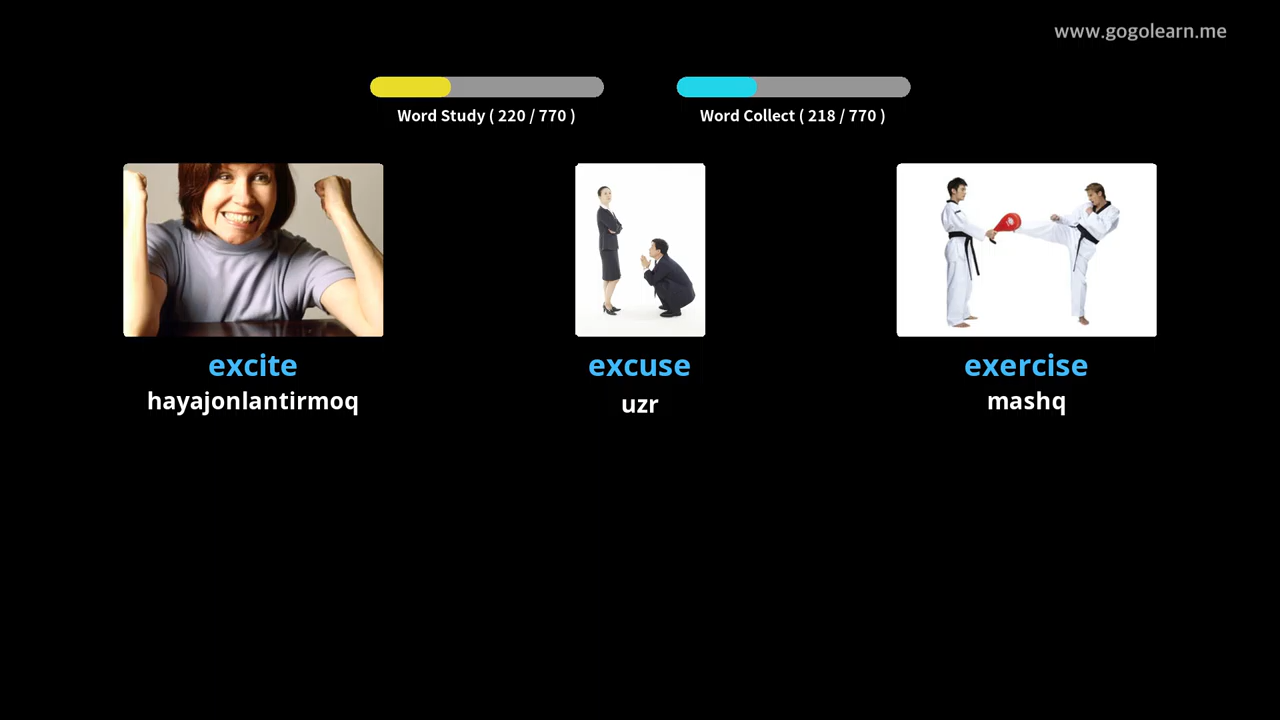 www.gogolearn.me
Word Study ( 220 / 770 )
Word Collect ( 218 / 770 )
excite
hayajonlantirmoq
excuse
uzr
exercise
mashq